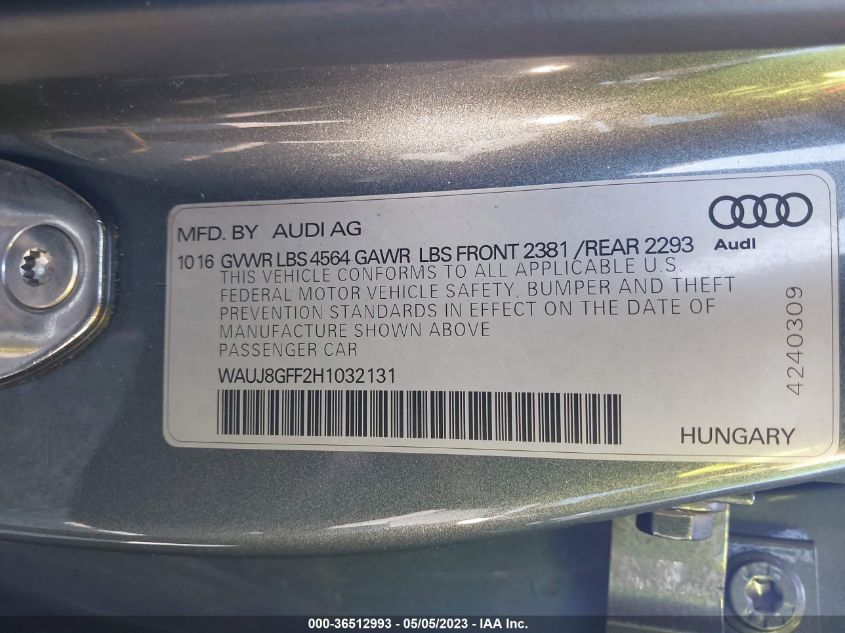 MFD. BY AUDI AG
Audi
10 16 GVWR LBS 4564 GAWR LBS FRONT 2381 /REAR 2293
THIS VEHICLE CONFORMS TO ALL APPLICABLE U.S.
FEDERAL MOTOR VEHICLE SAFETY, BUMPER AND THEFT
PREVENTION STANDARDS IN EFFECT ON THE DATE OF
MANUFACTURE SHOWN ABOVE
PASSENGER CAR
WAUJ8GFF2H1032131
4240309
HUNGARY
000-36512993 - 05/05/2023 - IAA Inc.